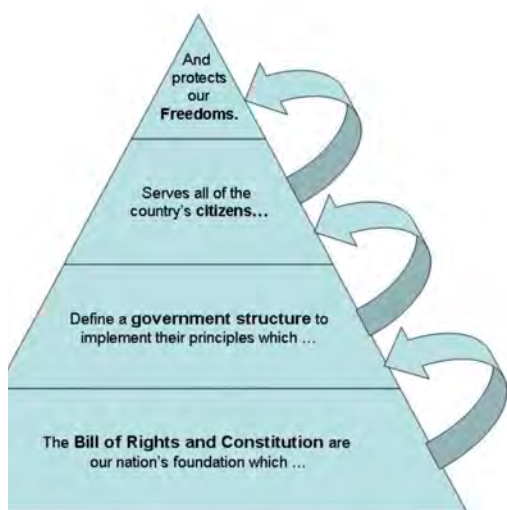 And
protects
our
Freedoms.
Serves all of the
country's citizens...
Define a government structure to
implement their principles which ...
The Bill of Rights and Constitution are
our nation's foundation which ...